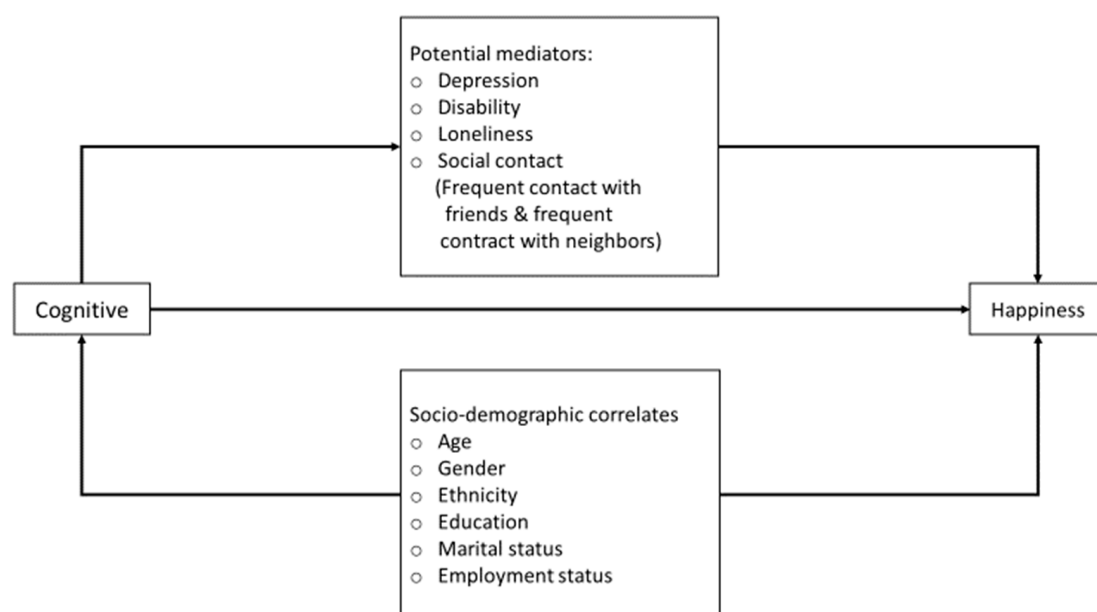 Potential mediators:
○ Depression
○ Disability
○ Loneliness
○ Social contact
(Frequent contact with
friends & frequent
contract with neighbors)
Cognitive
Happiness
Socio-demographic correlates
○ Age
○ Gender
○ Ethnicity
○ Education
○ Marital status
○ Employment status